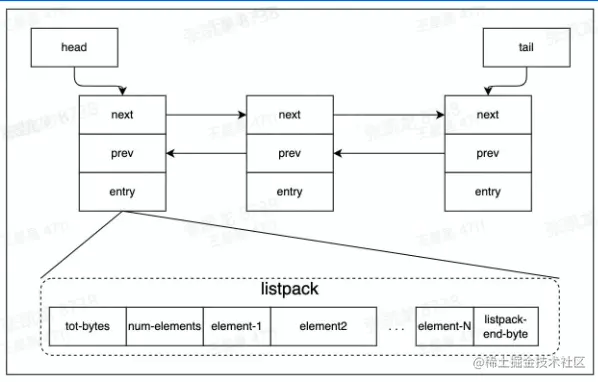 head
tail
next
next
next
prev
prev
prev
entry
entry
entry
listpack
tot-bytes
num-elements
element-1
element2
. . .
element-N
listpack-
end-byte
@稀土掘金技术社区